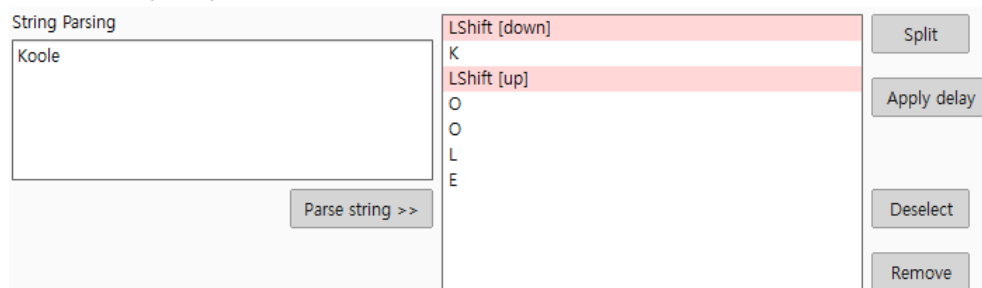 String Parsing
Koole
Parse string >>
LShift [down]
K
LShift [up]
O
O
L
E
Split
Apply delay
Deselect
Remove